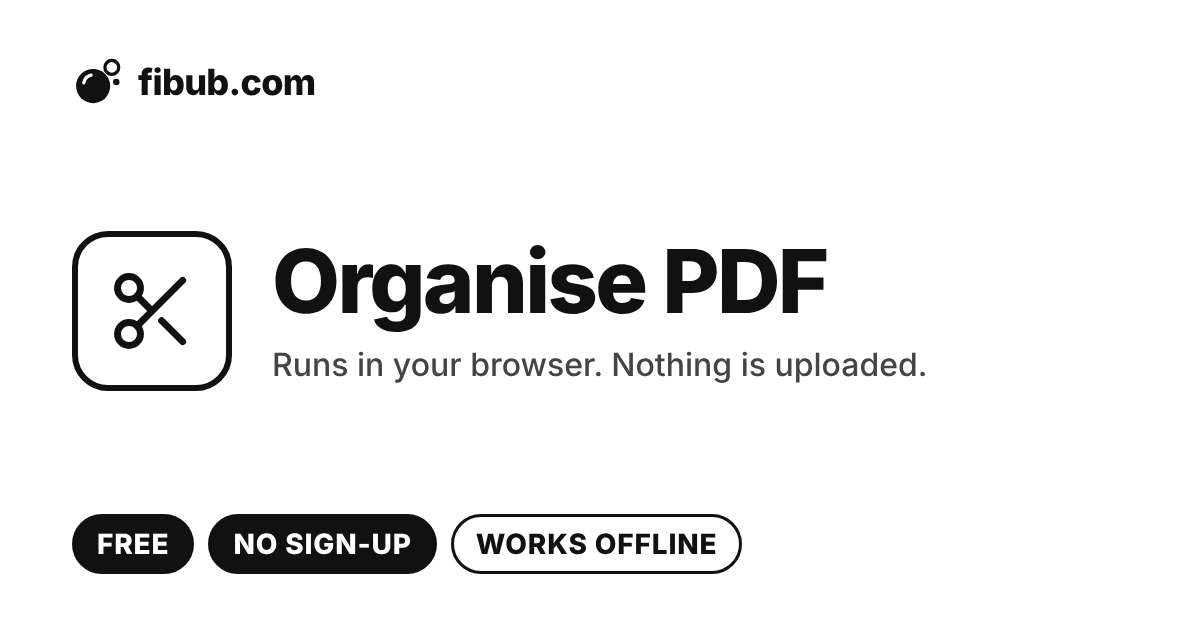 fibub.com
Organise PDF
Runs in your browser. Nothing is uploaded.
FREE NO SIGN-UP WORKS OFFLINE